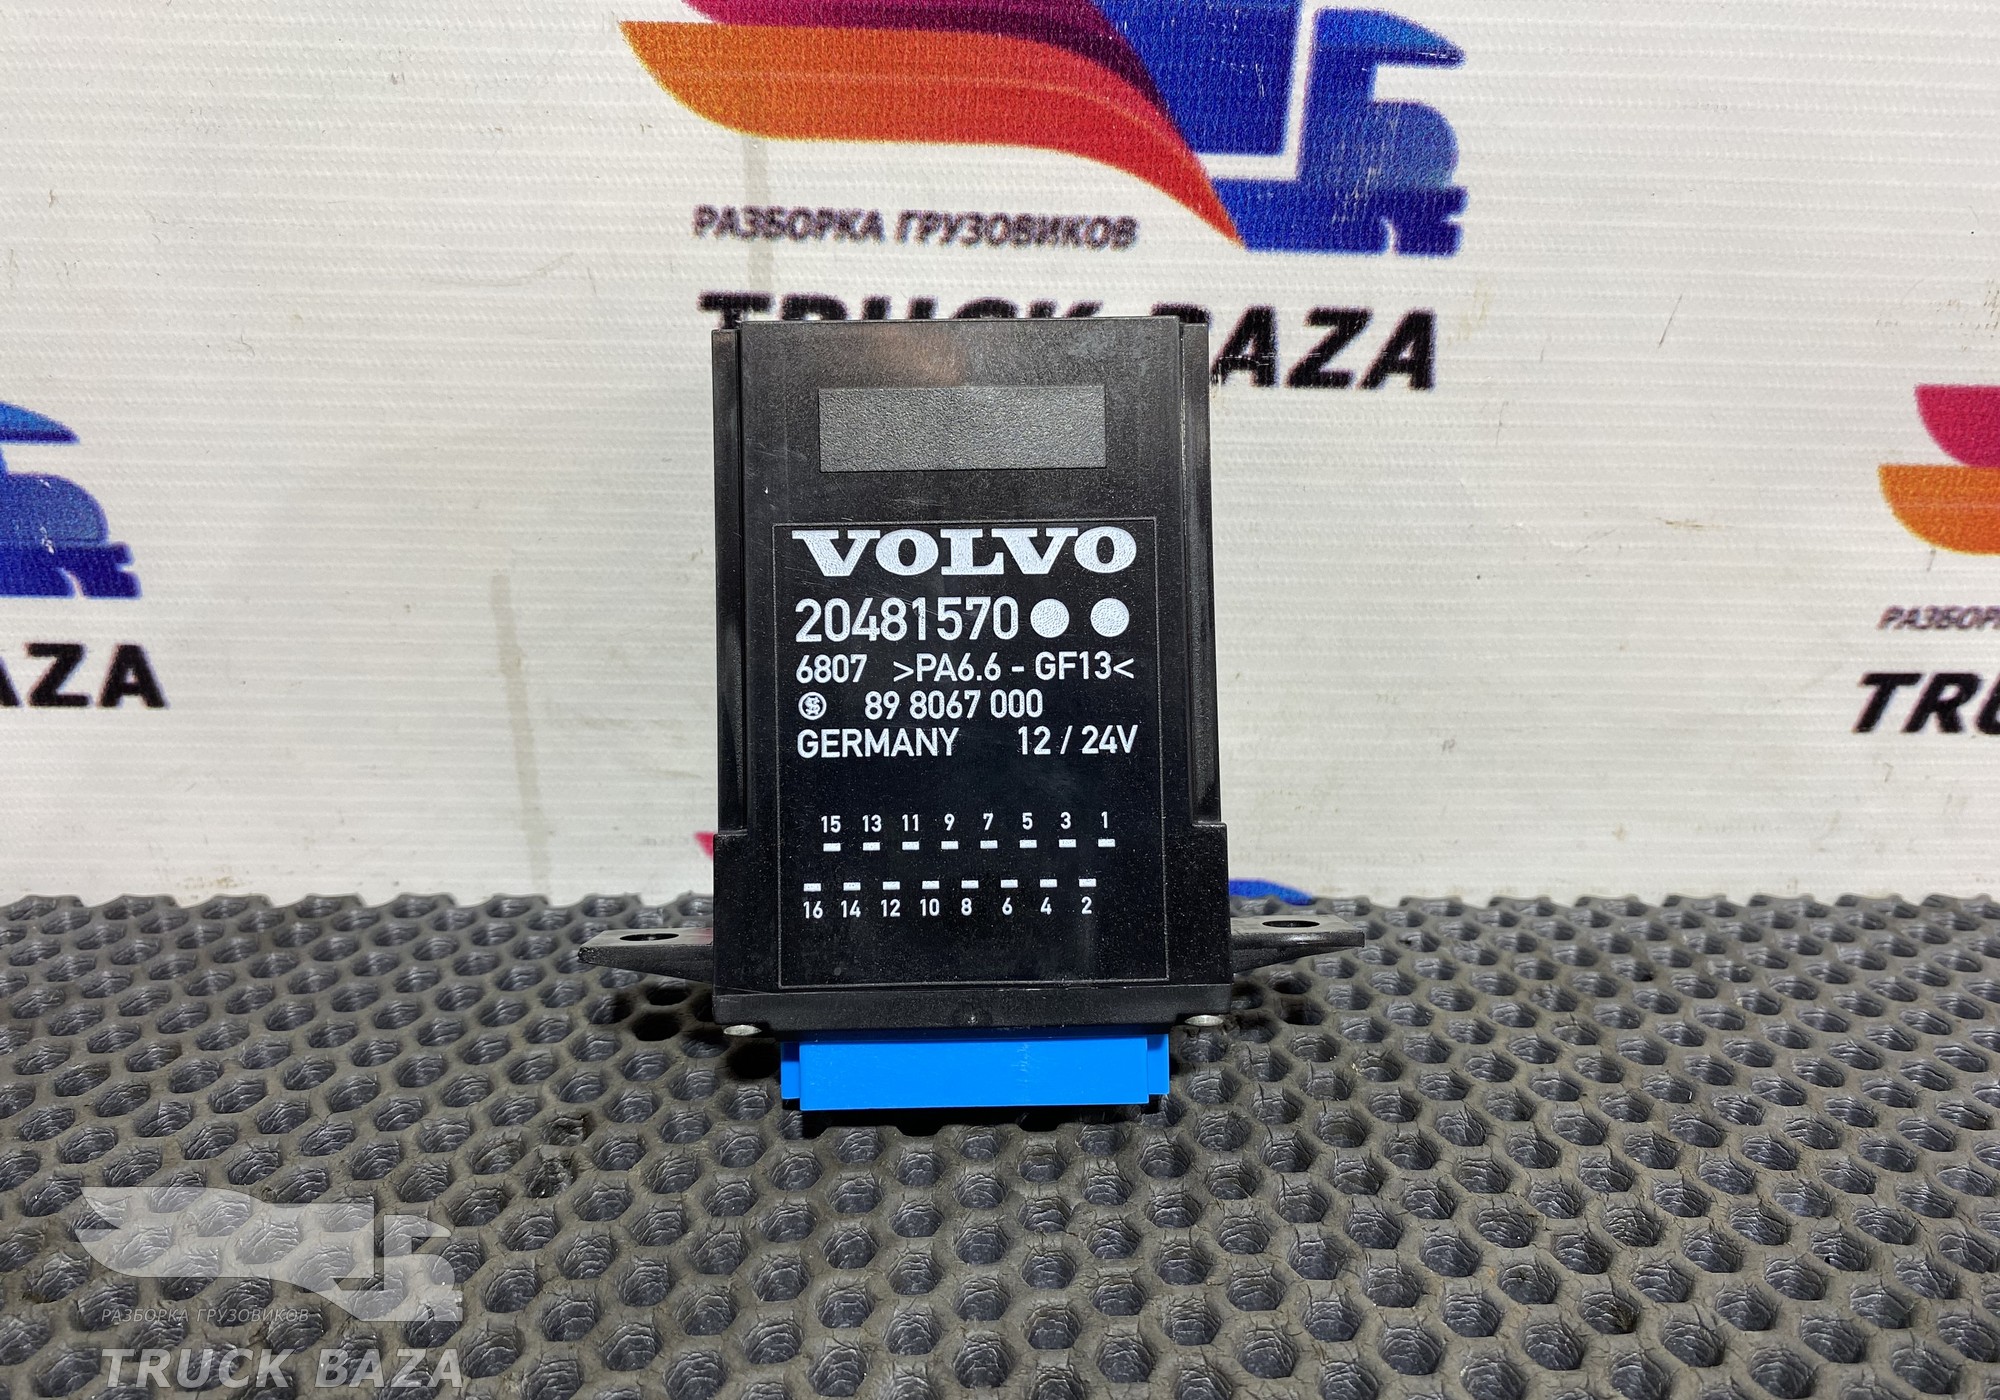 РАЗБОРКА ГРУЗОВИКОВ
TRUCK BAZA
AZA
TRU
VOLVO
20481570
6807 >PA6.6 - GF13<
89 8067 000
GERMANY 12 / 24V
15 13 11 9 7 5 3 1
16 14 12 10 8 6 4 2
РАЗБОРКА ГРУЗОВИКОВ
TRUCK BAZA